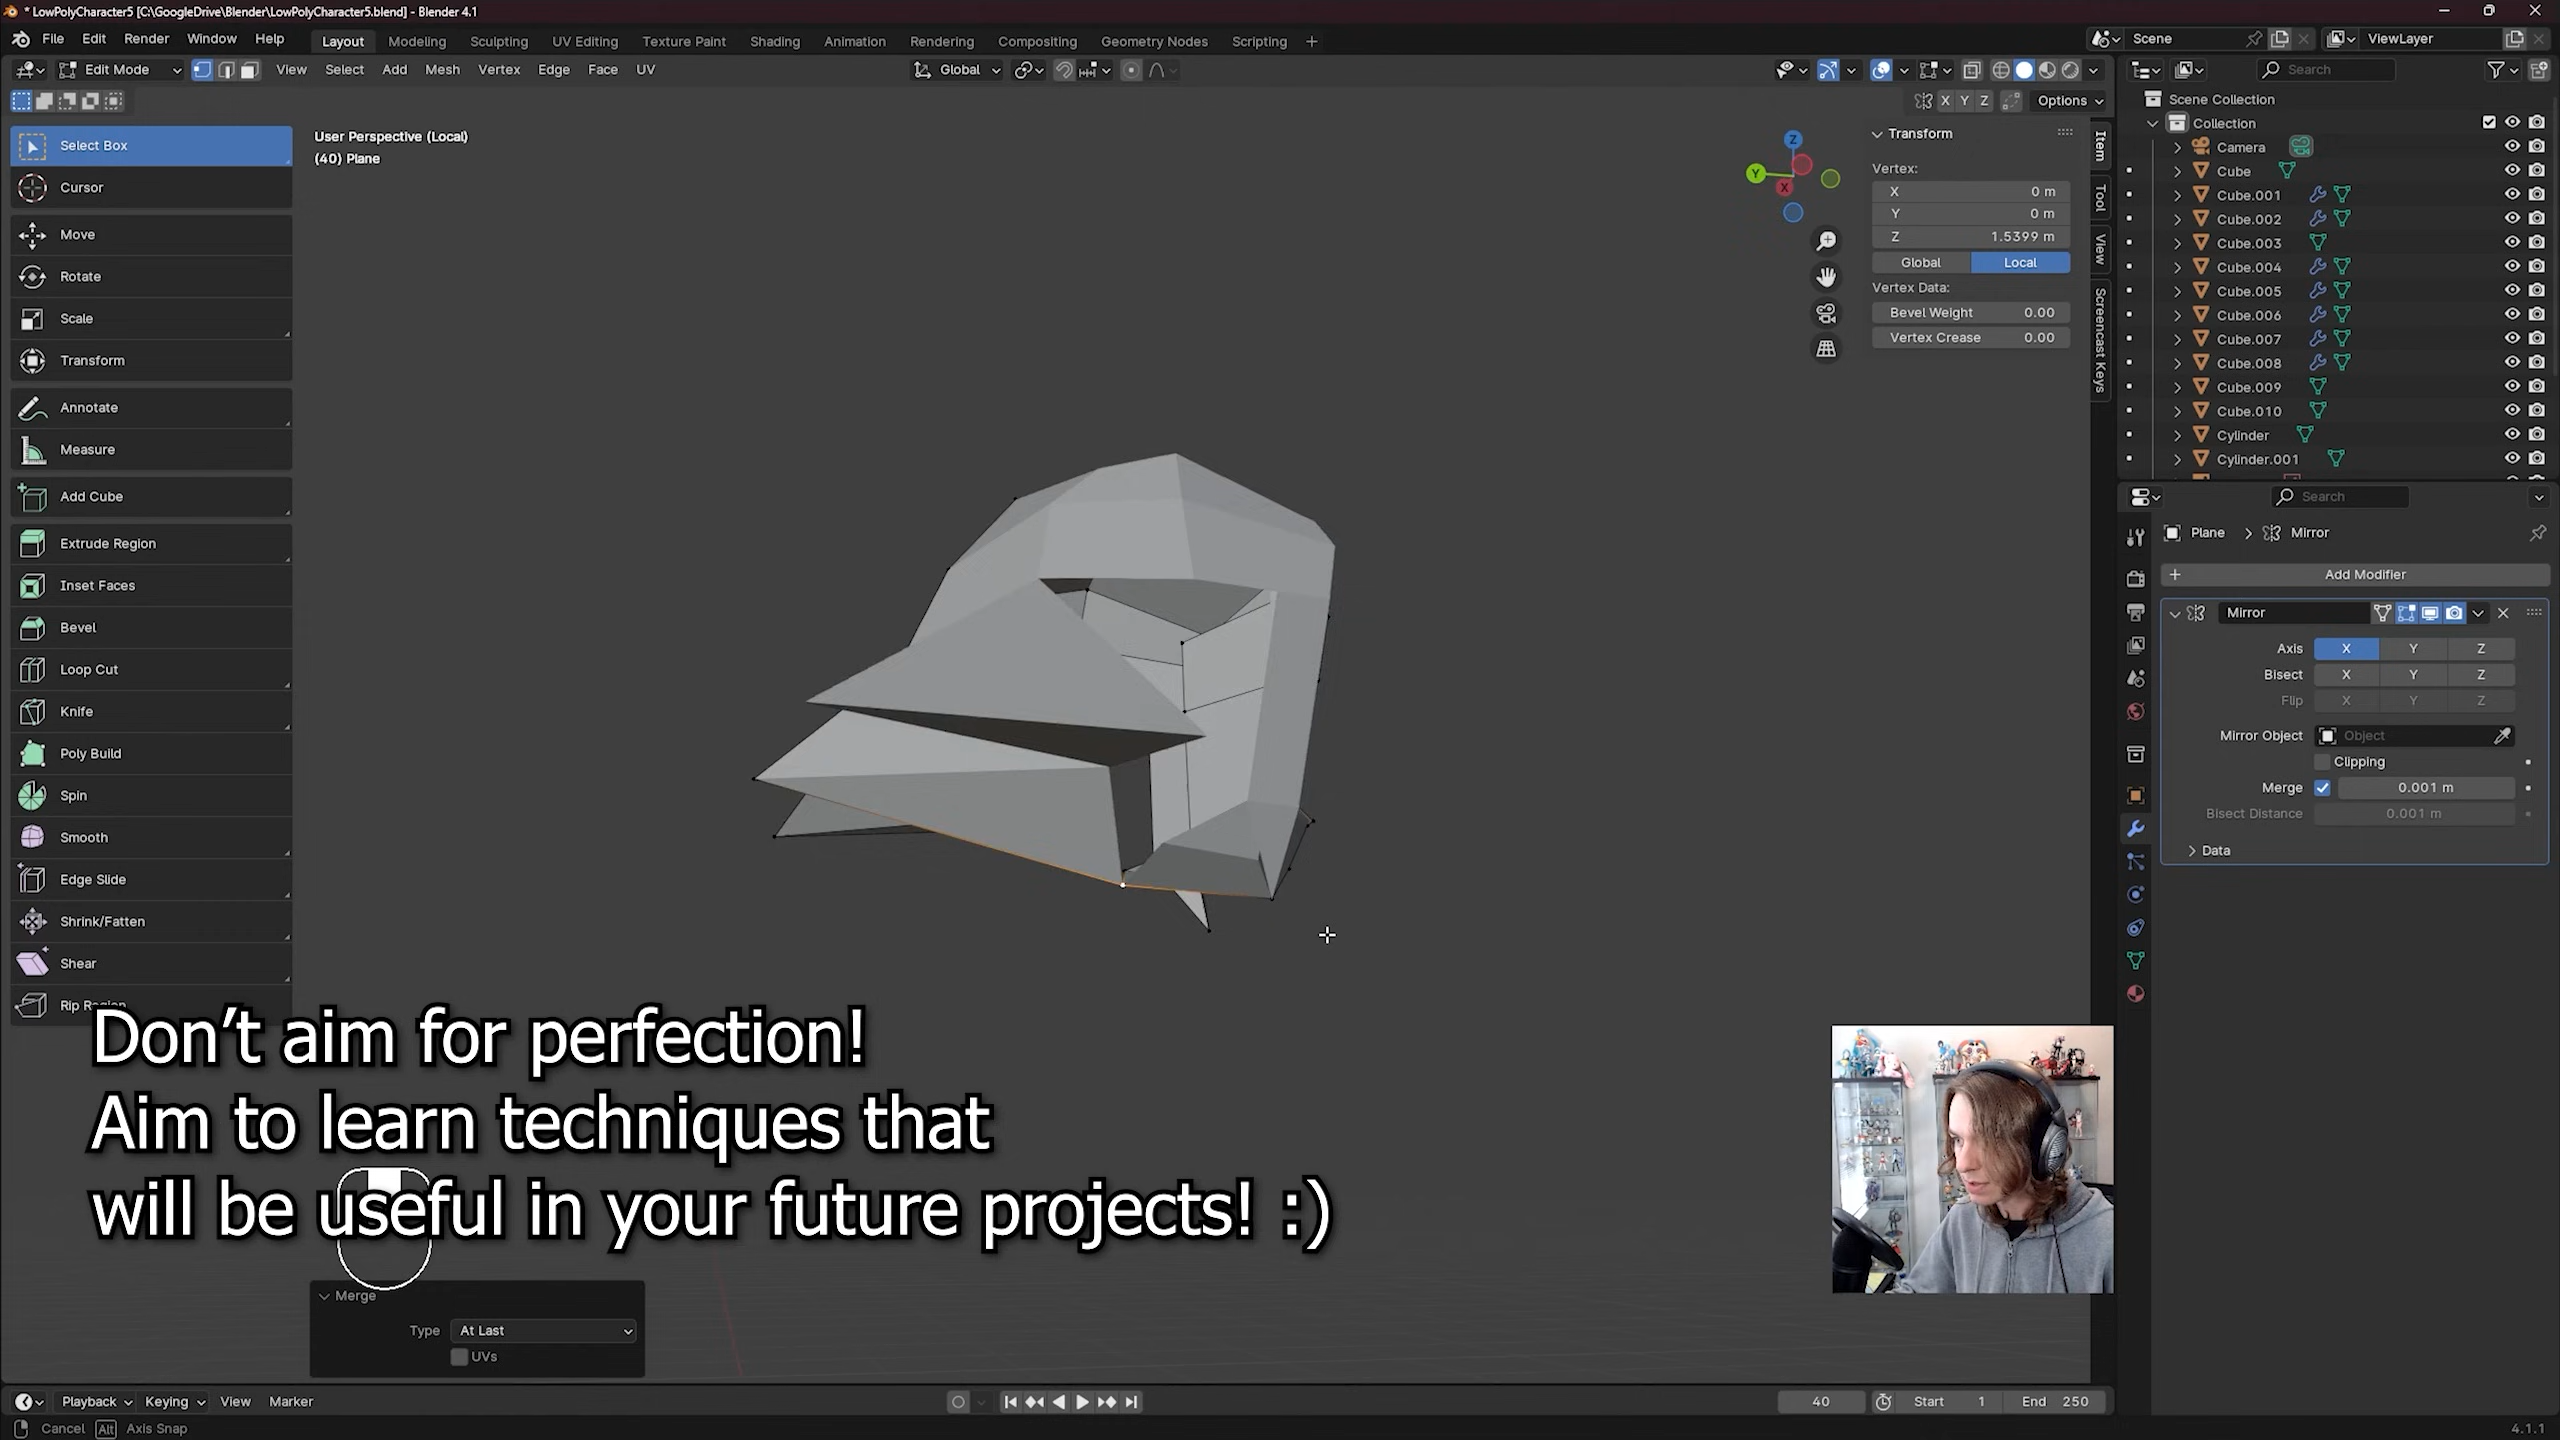 * LowPolyCharacter5 [C:\GoogleDrive\Blender\LowPolyCharacter5.blend] - Blender 4.1
File Edit Render Window Help
Layout Modeling Sculpting UV Editing Texture Paint Shading Animation Rendering Compositing Geometry Nodes Scripting +
Scene
ViewLayer
Edit Mode View Select Add Mesh Vertex Edge Face UV
Global
Search
X Y Z Options
Select Box
Cursor
Move
Rotate
Scale
Transform
Annotate
Measure
Add Cube
Extrude Region
Inset Faces
Bevel
Loop Cut
Knife
Poly Build
Spin
Smooth
Edge Slide
Shrink/Fatten
Shear
Rip Region
User Perspective (Local)
(40) Plane
Z
Y
X
Transform
Vertex:
X 0 m
Y 0 m
Z 1.5399 m
Global Local
Vertex Data:
Bevel Weight 0.00
Vertex Crease 0.00
Item
Tool
View
Screencast Keys
Scene Collection
Collection
Camera
Cube
Cube.001
Cube.002
Cube.003
Cube.004
Cube.005
Cube.006
Cube.007
Cube.008
Cube.009
Cube.010
Cylinder
Cylinder.001
Search
Plane > Mirror
+ Add Modifier
Mirror
Axis X Y Z
Bisect X Y Z
Flip X Y Z
Mirror Object Object
Clipping
Merge 0.001 m
Bisect Distance 0.001 m
Data
Don't aim for perfection!
Aim to learn techniques that
will be useful in your future projects! :)
Merge
Type At Last
UVs
Playback Keying View Marker
40 Start 1 End 250
Cancel Alt Axis Snap
4.1.1